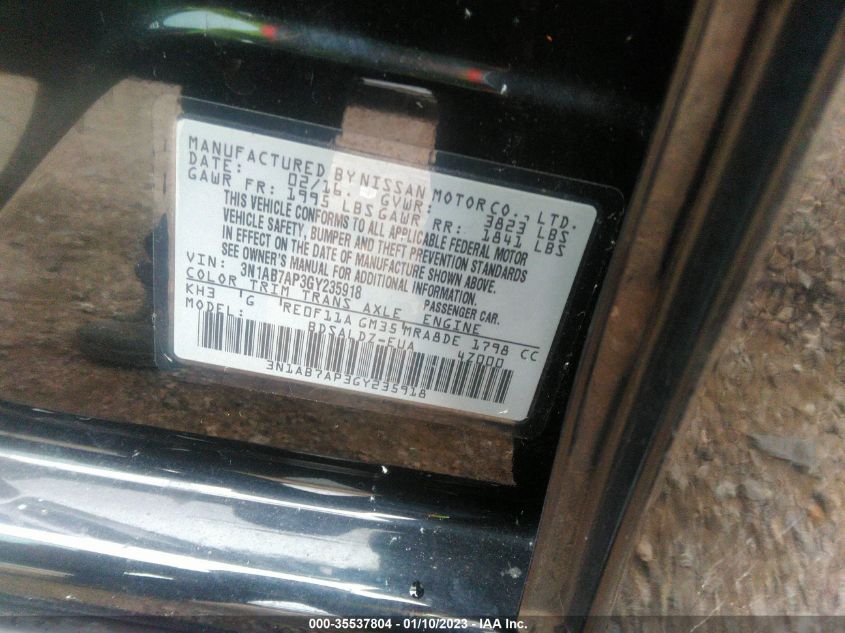 MANUFACTURED BY NISSAN MOTOR CO., LTD.
DATE: 02/16 GVWR: 3823 LBS
GAWR FR: 1995 LBS GAWR RR: 1841 LBS
THIS VEHICLE CONFORMS TO ALL APPLICABLE FEDERAL MOTOR
VEHICLE SAFETY, BUMPER AND THEFT PREVENTION STANDARDS
IN EFFECT ON THE DATE OF MANUFACTURE SHOWN ABOVE.
SEE OWNER'S MANUAL FOR ADDITIONAL INFORMATION.
VIN: 3N1AB7AP3GY235918 PASSENGER CAR.
COLOR TRIM TRANS AXLE ENGINE
KH3 G RE0F11A GM35 MRA8DE 1798 CC
MODEL: BDSALDZ-EUA 4Z000
3N1AB7AP3GY235918
000-35537804 - 01/10/2023 - IAA Inc.